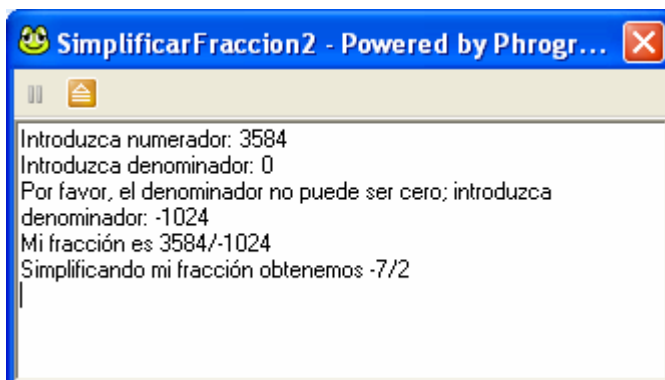 SimplificarFraccion2 - Powered by Phrogr...
Introduzca numerador: 3584
Introduzca denominador: 0
Por favor, el denominador no puede ser cero; introduzca
denominador: -1024
Mi fracción es 3584/-1024
Simplificando mi fracción obtenemos -7/2